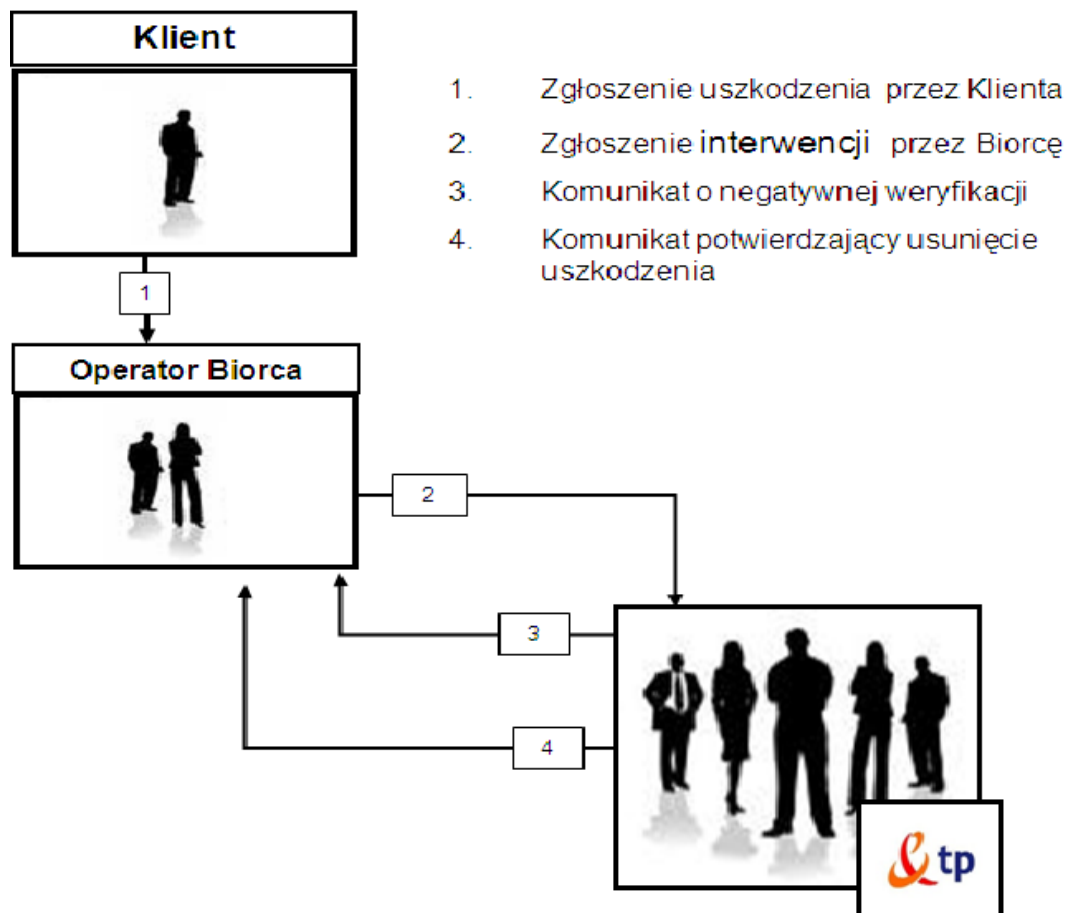 Klient
1. Zgłoszenie uszkodzenia przez Klienta
2. Zgłoszenie interwencji przez Biorcę
3. Komunikat o negatywnej weryfikacji
4. Komunikat potwierdzający usunięcie
uszkodzenia
1
Operator Biorca
2
3
4
tp